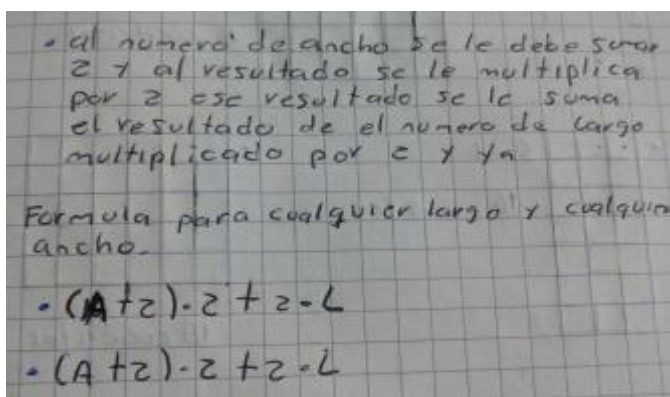 • al numero de ancho se le debe sumar
2 y al resultado se le multiplica
por 2 ese resultado se le suma
el resultado de el numero de largo
multiplicado por 2 y ya
Formula para cualquier largo y cualquier
ancho.
• (A+2)·2+2·L
• (A+2)·2+2·L